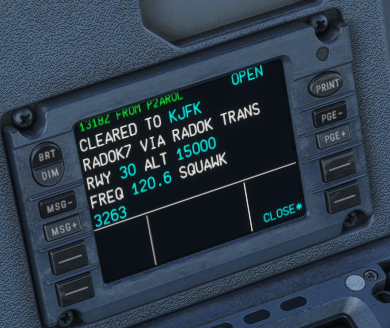 OPEN
1318Z FROM P2AROL
CLEARED TO KJFK
RADOK7 VIA RADOK TRANS
RWY 30 ALT 15000
FREQ 120.6 SQUAWK
3263
CLOSE*
BRT
DIM
MSG-
MSG+
PRINT
PGE-
PGE+